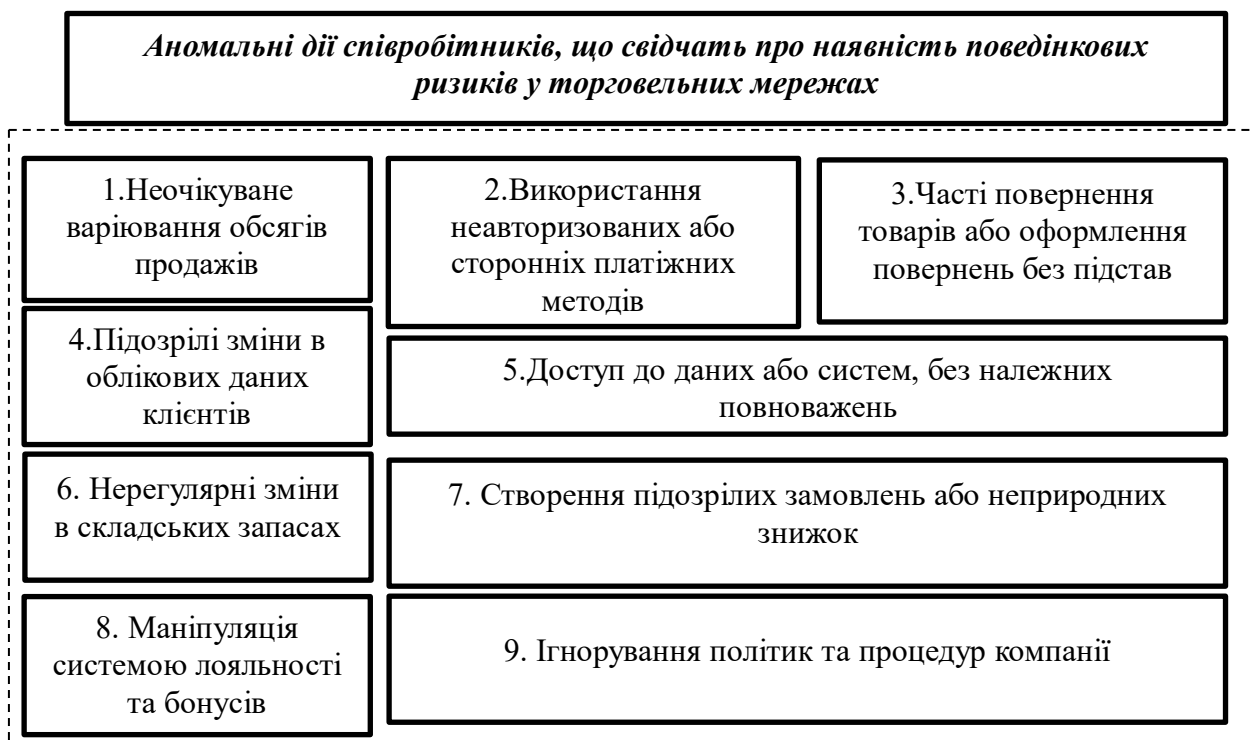 Аномальні дії співробітників, що свідчать про наявність поведінкових
ризиків у торговельних мережах
1.Неочікуване
варіювання обсягів
продажів
2.Використання
неавторизованих або
сторонніх платіжних
методів
3.Часті повернення
товарів або оформлення
повернень без підстав
4.Підозрілі зміни в
облікових даних
клієнтів
5.Доступ до даних або систем, без належних
повноважень
6. Нерегулярні зміни
в складських запасах
7. Створення підозрілих замовлень або неприродних
знижок
8. Маніпуляція
системою лояльності
та бонусів
9. Ігнорування політик та процедур компанії